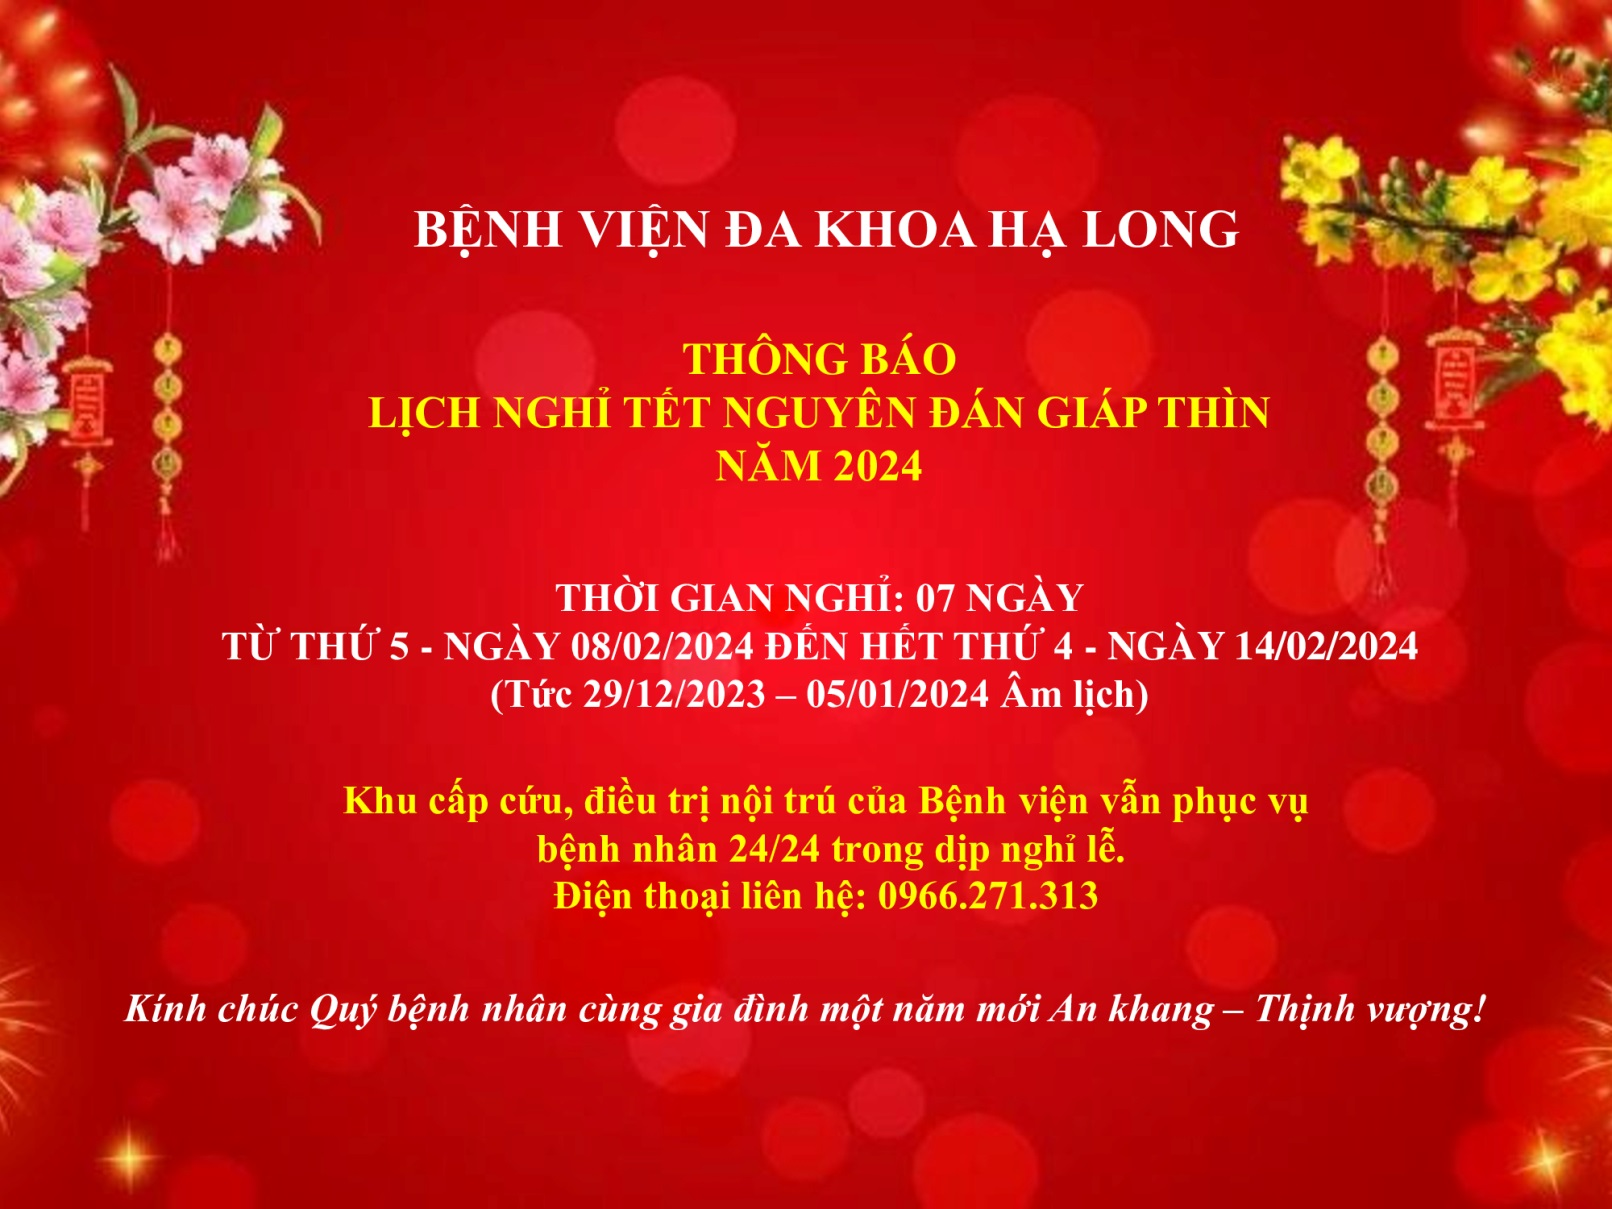 BỆNH VIỆN ĐA KHOA HẠ LONG
THÔNG BÁO
LỊCH NGHỈ TẾT NGUYÊN ĐÁN GIÁP THÌN
NĂM 2024
THỜI GIAN NGHỈ: 07 NGÀY
TỪ THỨ 5 - NGÀY 08/02/2024 ĐẾN HẾT THỨ 4 - NGÀY 14/02/2024
(Tức 29/12/2023 – 05/01/2024 Âm lịch)
Khu cấp cứu, điều trị nội trú của Bệnh viện vẫn phục vụ
bệnh nhân 24/24 trong dịp nghỉ lễ.
Điện thoại liên hệ: 0966.271.313
Kính chúc Quý bệnh nhân cùng gia đình một năm mới An khang – Thịnh vượng!